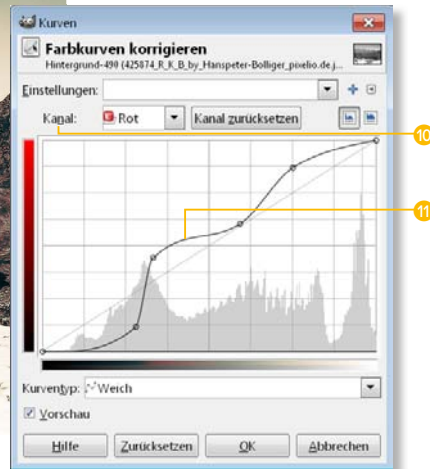 Kurven
Farbkurven korrigieren
Hintergrund-490 (425874_R_K_B_by_Hanspeter-Bolliger_pixelio.de.j...
Einstellungen:
Kanal: Rot Kanal zurücksetzen
10
11
Kurventyp: Weich
Vorschau
Hilfe Zurücksetzen OK Abbrechen